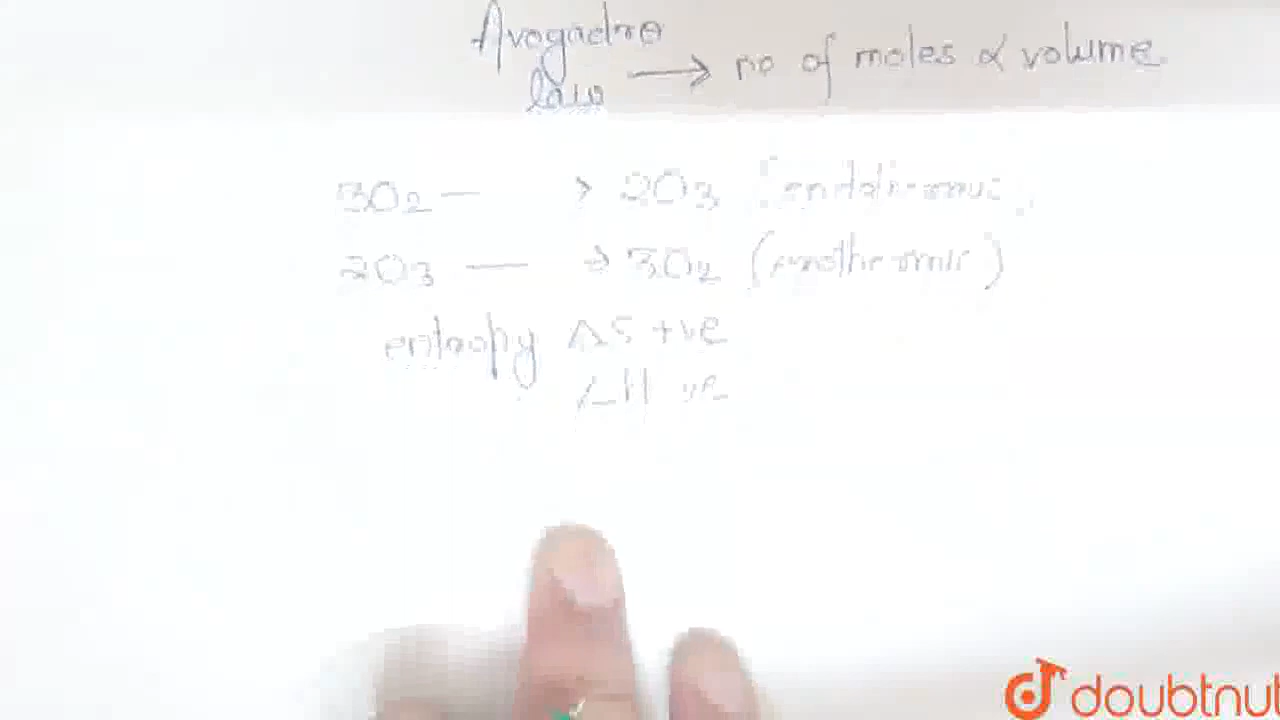 Avogadro
law → no of moles ∝ volume
3O2 — → 2O3 (endothermic)
2O3 — → 3O2 (exothermic)
entropy ΔS +ve
ΔH ve
doubtnut